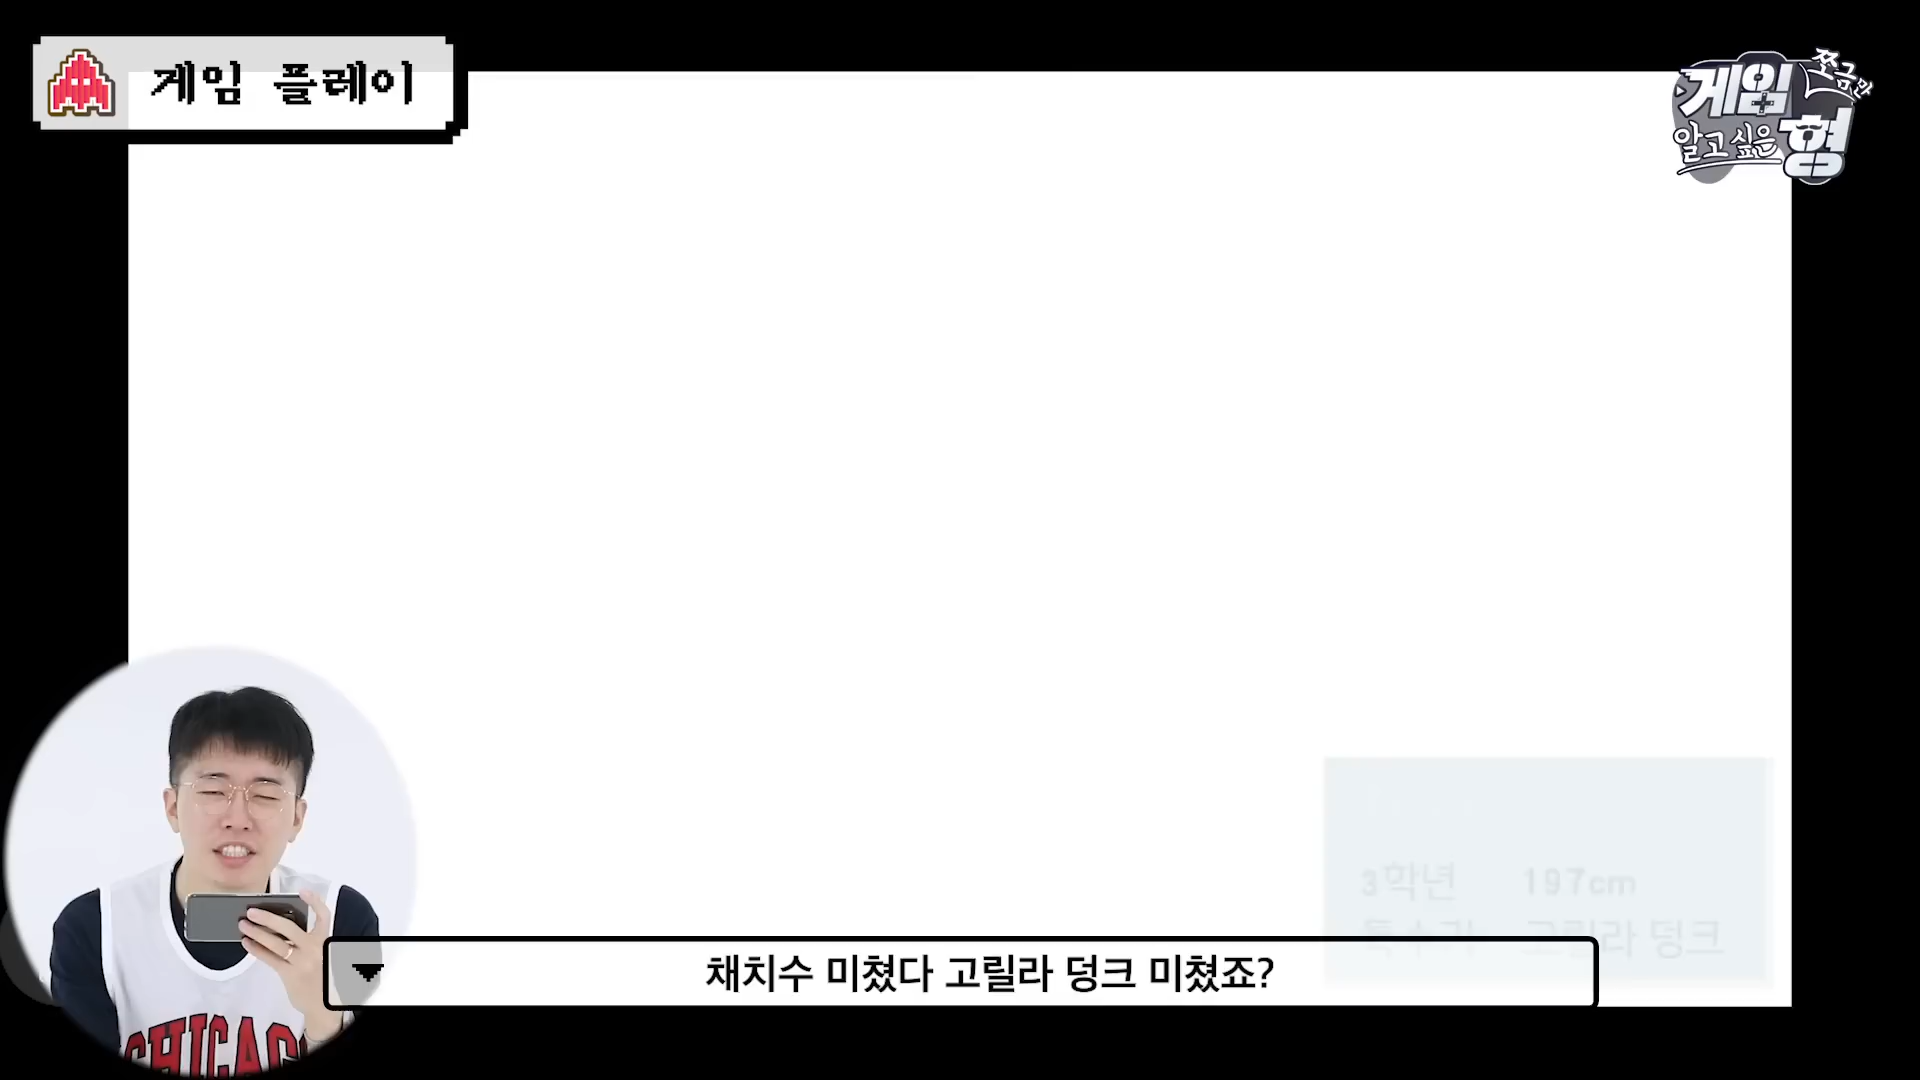 게임 플레이
쪼금만
게임
알고 싶은 형
3학년 197cm
고릴라 덩크
채치수 미쳤다 고릴라 덩크 미쳤죠?
CHICAG